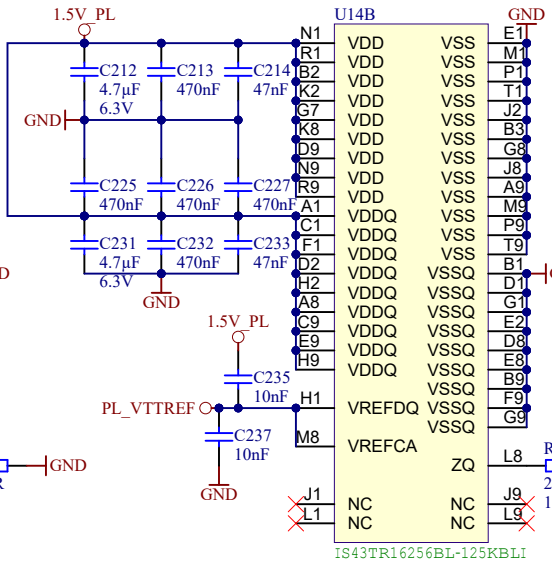 1.5V_PL
U14B
GND
N1 VDD VSS E1
R1 VDD VSS M1
C212 C213 C214 B2 VDD VSS P1
4.7µF 470nF 47nF K2 VDD VSS T1
6.3V G7 VDD VSS J2
GND K8 VDD VSS B3
D9 VDD VSS G8
N9 VDD VSS J8
C225 C226 C227 R9 VDD VSS A9
470nF 470nF 470nF A1 VDDQ VSS M9
C1 VDDQ VSS P9
C231 C232 C233 F1 VDDQ VSS T9
4.7µF 470nF 47nF D2 VDDQ VSSQ B1
6.3V H2 VDDQ VSSQ D1
GND A8 VDDQ VSSQ G1
1.5V_PL C9 VDDQ VSSQ E2
E9 VDDQ VSSQ D8
H9 VDDQ VSSQ E8
C235 VSSQ B9
10nF
PL_VTTREF H1 VREFDQ VSSQ F9
VSSQ G9
C237 M8 VREFCA
10nF
GND ZQ L8
GND
J1 NC NC J9
L1 NC NC L9
IS43TR16256BL-125KBLI